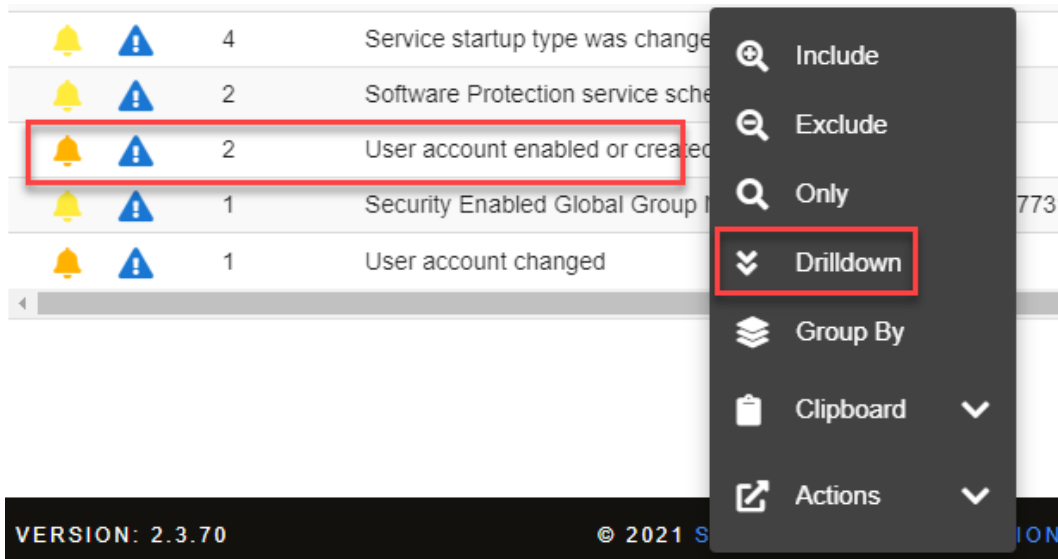 4 Service startup type was change
Include
2 Software Protection service sche
Exclude
2 User account enabled or created
Only
1 Security Enabled Global Group 773
Drilldown
1 User account changed
Group By
Clipboard
Actions
VERSION: 2.3.70 © 2021 S ION